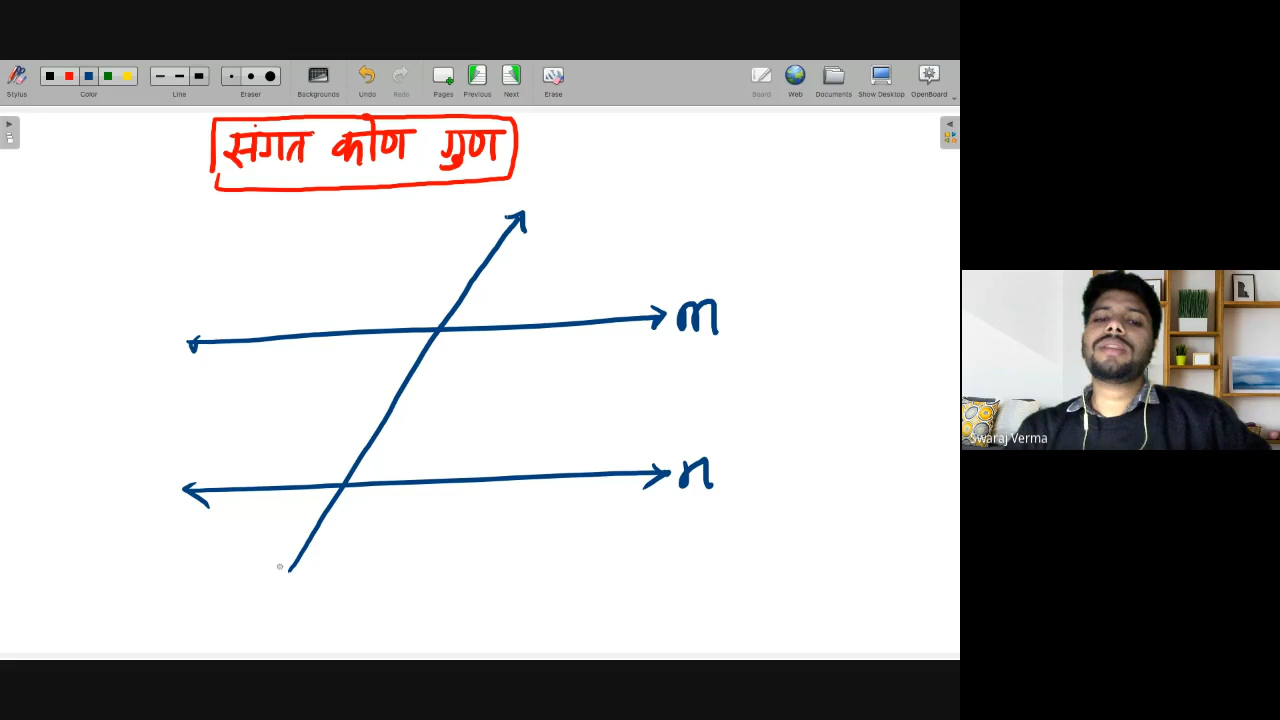 Stylus Color Line Eraser Backgrounds Undo Redo Pages Previous Next Erase Board Web Documents Show Desktop OpenBoard
संगत कोण गुण
m
n
Swaraj Verma